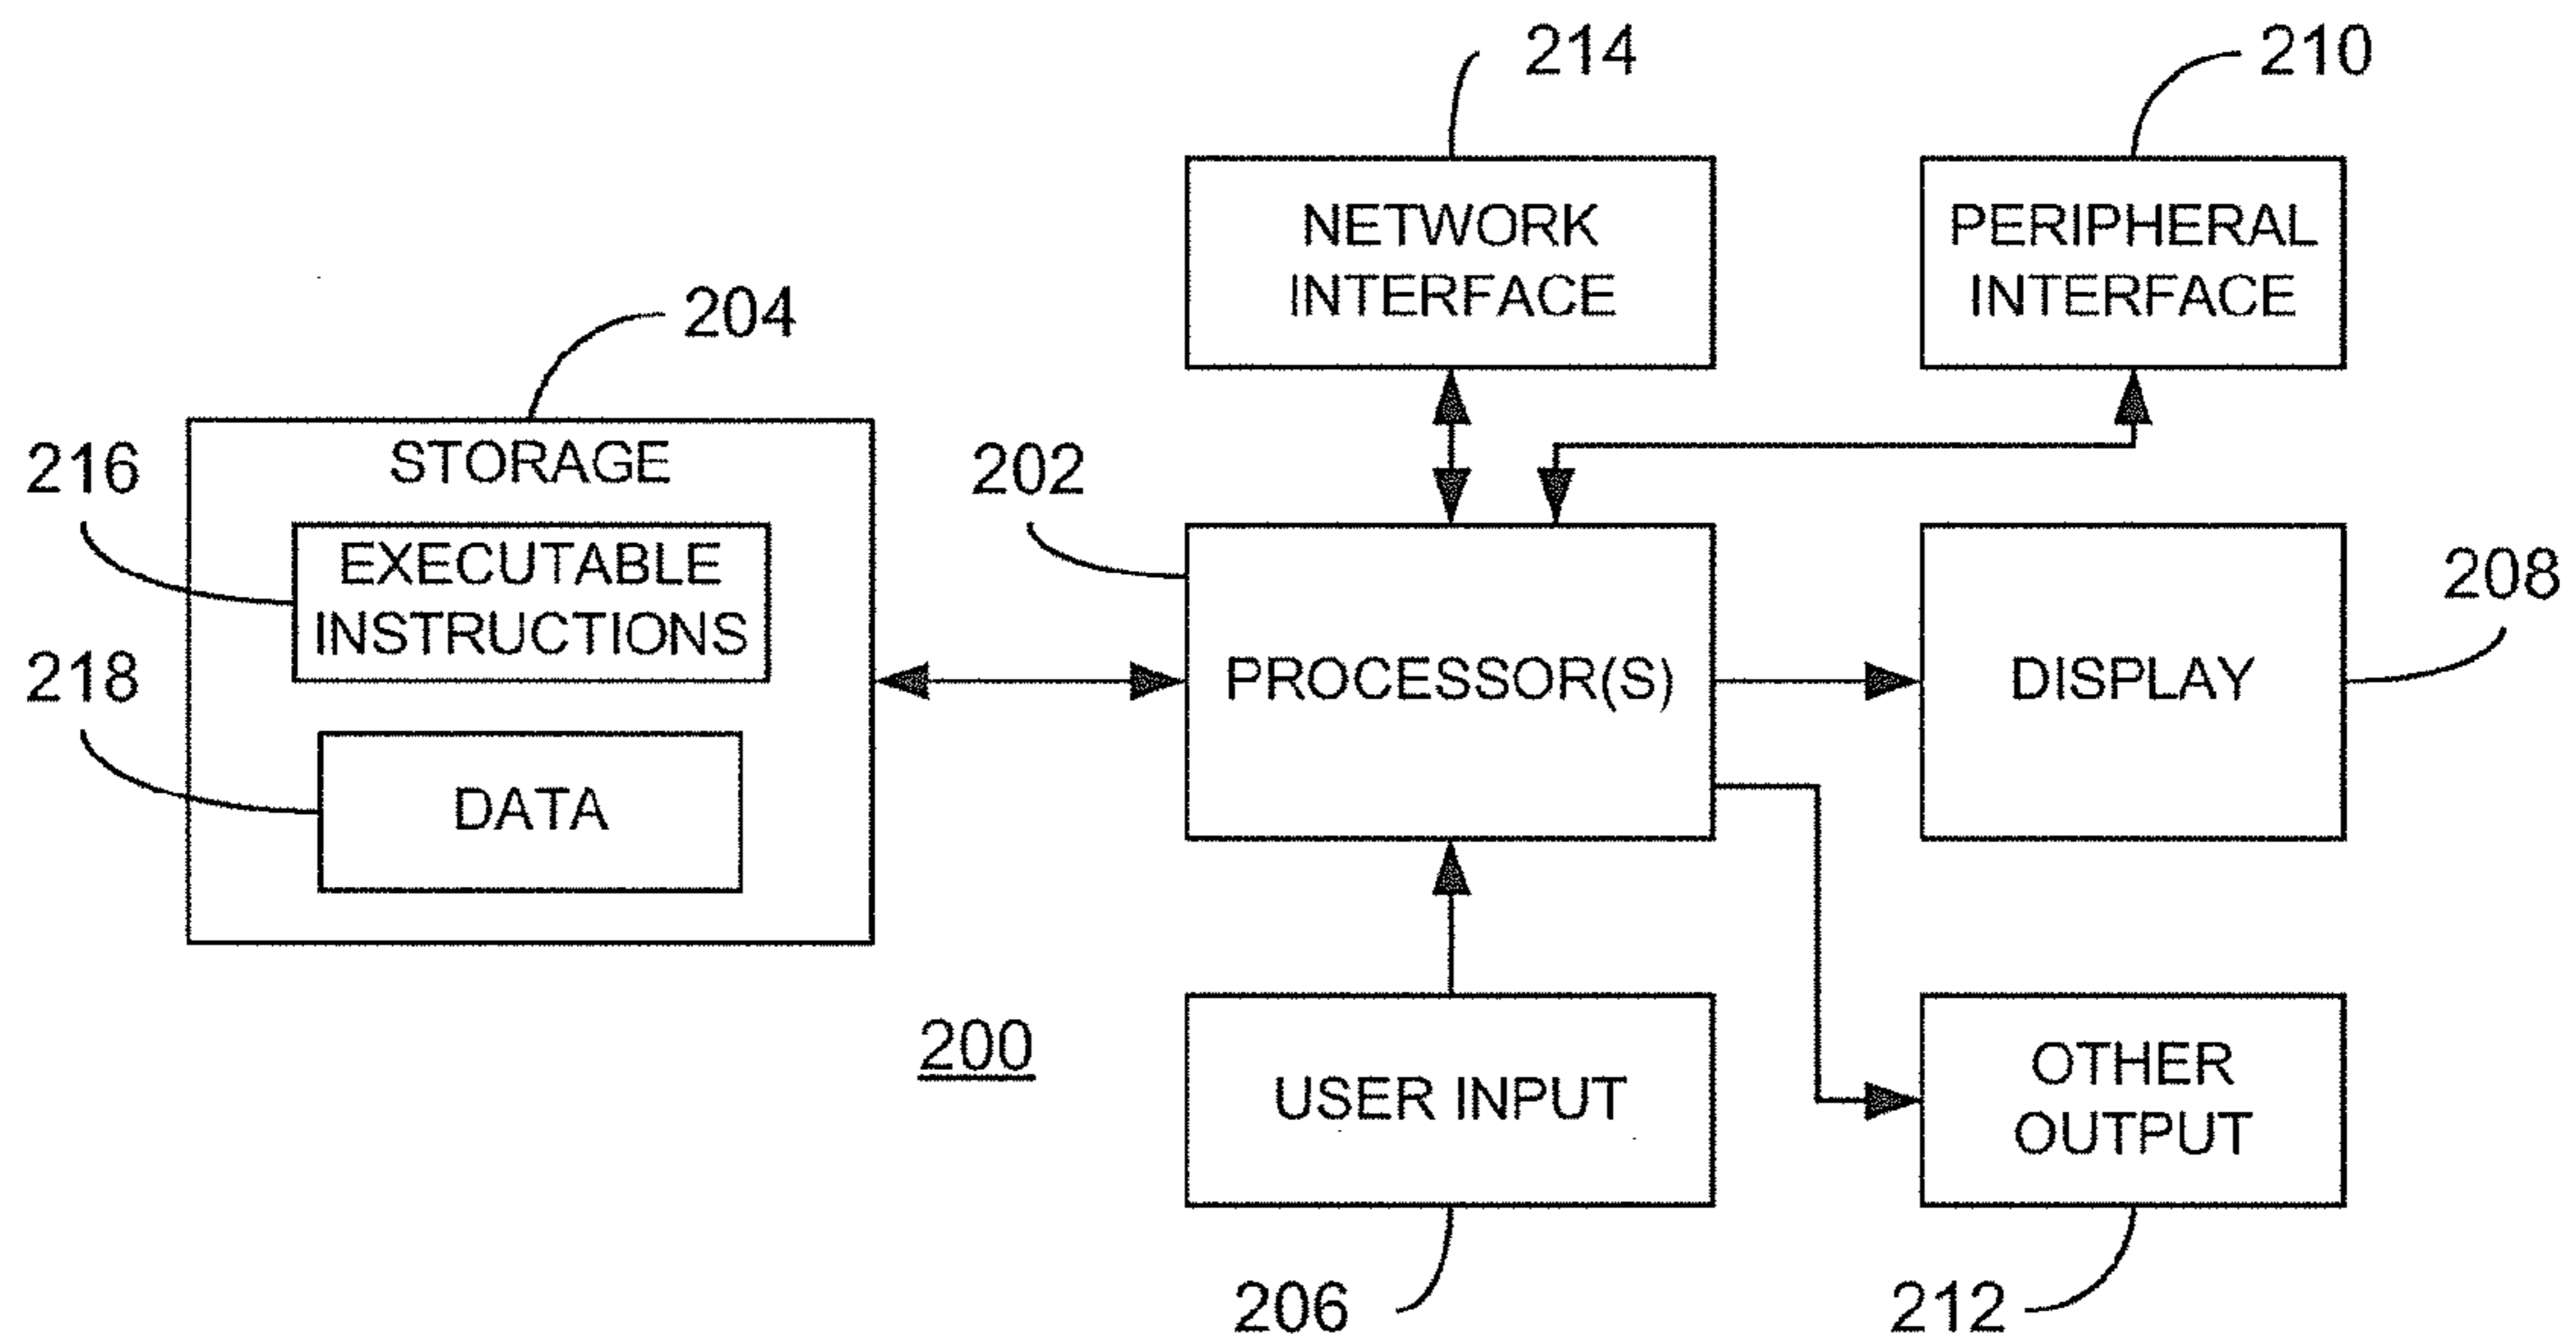 214
210
NETWORK
INTERFACE
PERIPHERAL
INTERFACE
204
STORAGE
216
EXECUTABLE
INSTRUCTIONS
218
DATA
202
PROCESSOR(S)
DISPLAY
208
200
USER INPUT
OTHER
OUTPUT
206
212